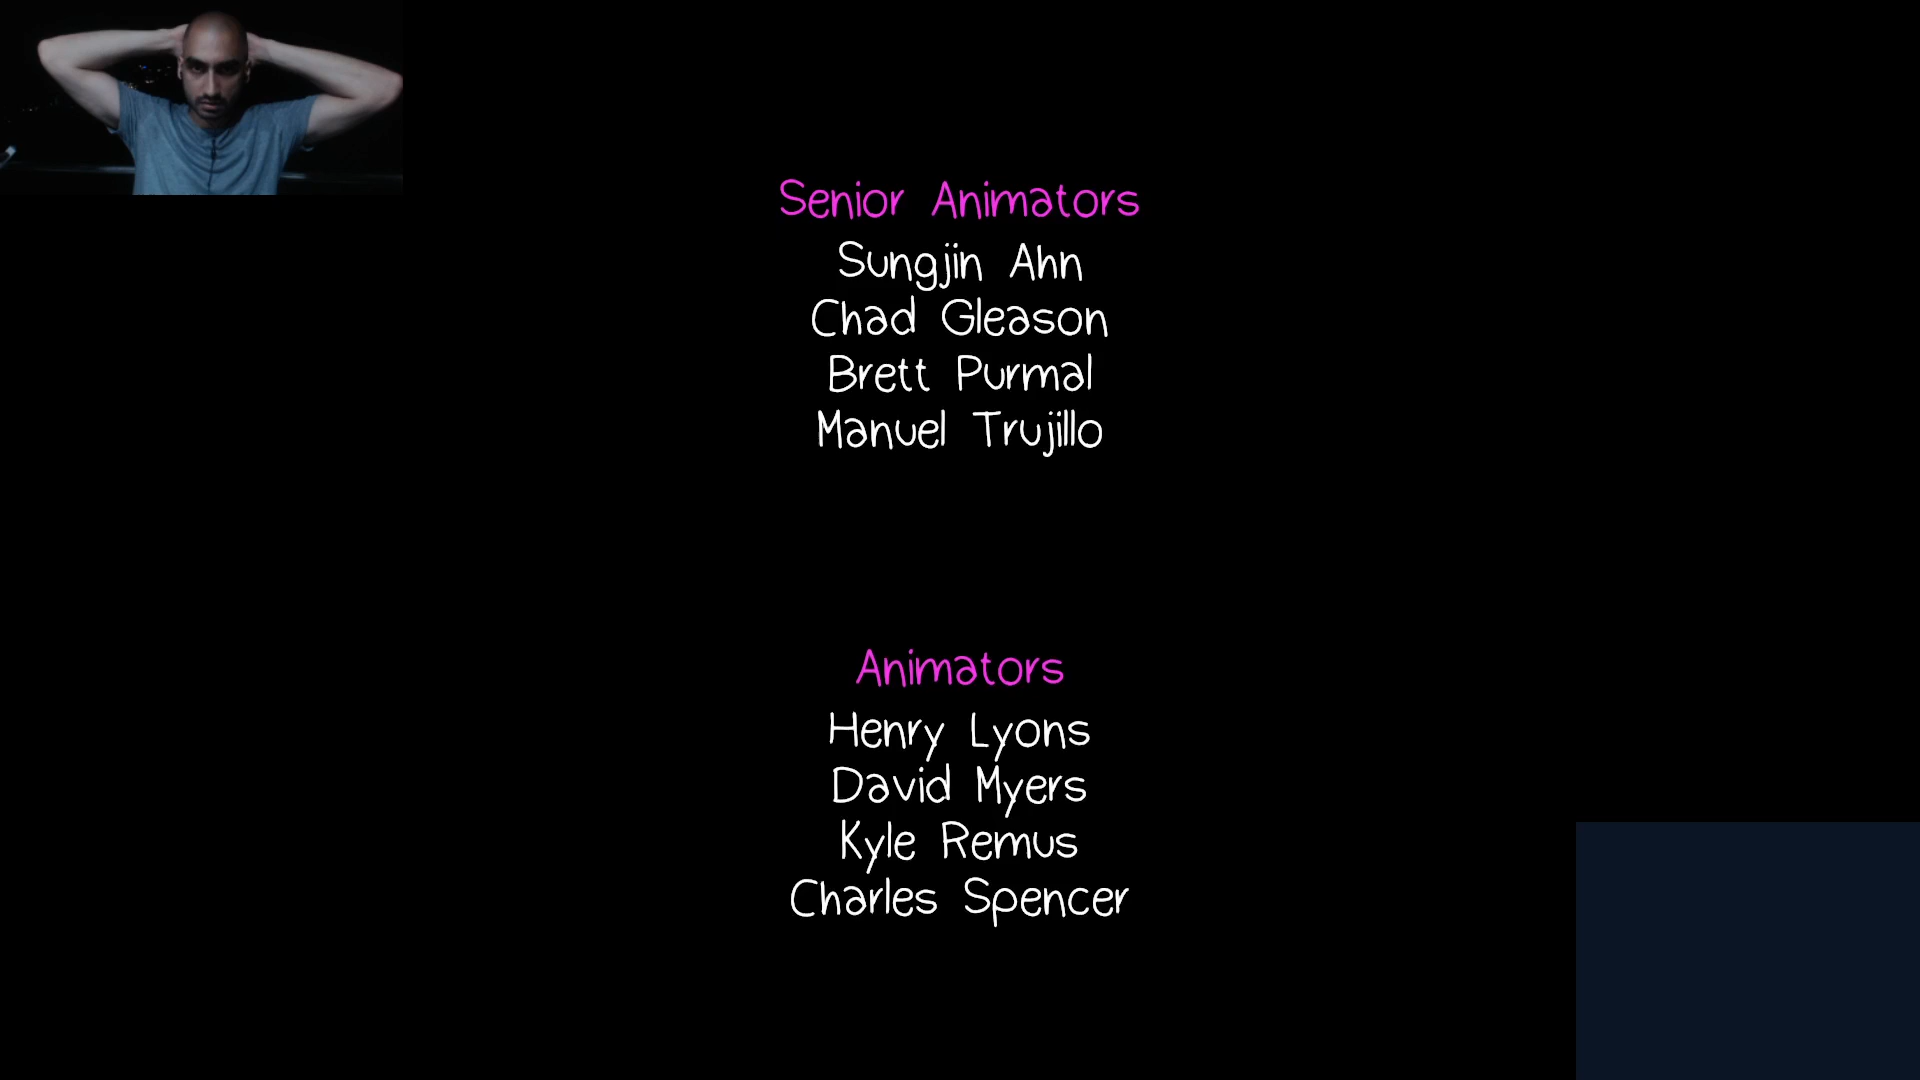 Senior Animators
Sungjin Ahn
Chad Gleason
Brett Purmal
Manuel Trujillo
Animators
Henry Lyons
David Myers
Kyle Remus
Charles Spencer